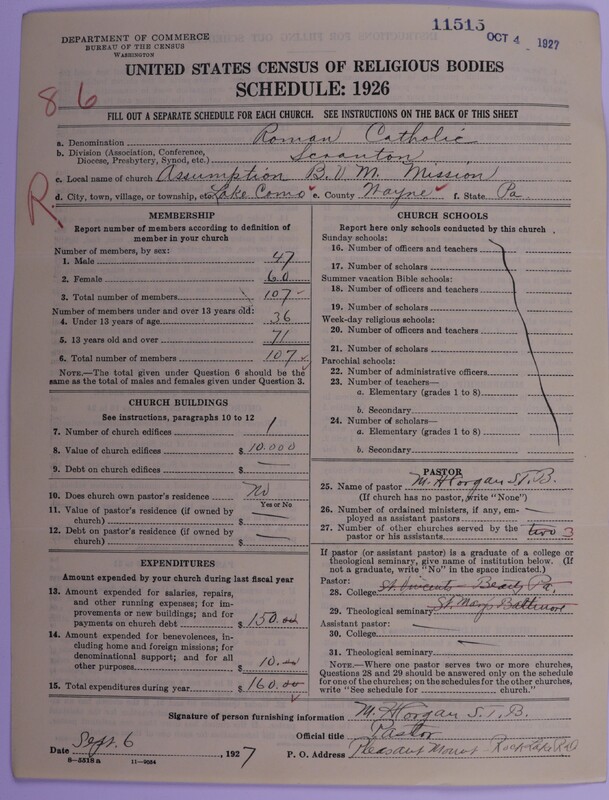 11515
OCT 4 1927
DEPARTMENT OF COMMERCE
BUREAU OF THE CENSUS
WASHINGTON
UNITED STATES CENSUS OF RELIGIOUS BODIES
SCHEDULE: 1926
86
FILL OUT A SEPARATE SCHEDULE FOR EACH CHURCH. SEE INSTRUCTIONS ON THE BACK OF THIS SHEET
a. Denomination Roman Catholic
b. Division (Association, Conference, Diocese, Presbytery, Synod, etc.) Scranton
c. Local name of church Assumption B. V. M. Mission
d. City, town, village, or township, etc. Lake Como e. County Wayne f. State Pa
R.
MEMBERSHIP
Report number of members according to definition of
member in your church
Number of members, by sex:
1. Male 47
2. Female 60
3. Total number of members 107
Number of members under and over 13 years old:
4. Under 13 years of age 36
5. 13 years old and over 71
6. Total number of members 107
NOTE.—The total given under Question 6 should be the
same as the total of males and females given under Question 3.
CHURCH BUILDINGS
See instructions, paragraphs 10 to 12
7. Number of church edifices 1
8. Value of church edifices $ 10.000
9. Debt on church edifices $ —
10. Does church own pastor's residence No
Yes or No
11. Value of pastor's residence (if owned by
church) $ —
12. Debt on pastor's residence (if owned by
church) $ —
EXPENDITURES
Amount expended by your church during last fiscal year
13. Amount expended for salaries, repairs,
and other running expenses; for im-
provements or new buildings; and for
payments on church debt $ 150.00
14. Amount expended for benevolences, in-
cluding home and foreign missions; for
denominational support; and for all
other purposes $ 10.00
15. Total expenditures during year $ 160.00
CHURCH SCHOOLS
Report here only schools conducted by this church
Sunday schools:
16. Number of officers and teachers
17. Number of scholars
Summer vacation Bible schools:
18. Number of officers and teachers
19. Number of scholars
Week-day religious schools:
20. Number of officers and teachers
21. Number of scholars
Parochial schools:
22. Number of administrative officers
23. Number of teachers—
a. Elementary (grades 1 to 8)
b. Secondary
24. Number of scholars—
a. Elementary (grades 1 to 8)
b. Secondary
PASTOR
25. Name of pastor M. H Organ S.T.B.
(If church has no pastor, write "None")
26. Number of ordained ministers, if any, em-
ployed as assistant pastors —
27. Number of other churches served by the
pastor or his assistants two 3
If pastor (or assistant pastor) is a graduate of a college or
theological seminary, give name of institution below. (If
not a graduate, write "No" in the space indicated.)
Pastor:
28. College St Vincents Beatty Pa,
29. Theological seminary St. Marys Baltimore
Assistant pastor:
30. College —
31. Theological seminary —
NOTE.—Where one pastor serves two or more churches,
Questions 28 and 29 should be answered only on the schedule
for one of the churches; on the schedules for the other churches,
write "See schedule for church."
Signature of person furnishing information M. H Organ S.T.B.
Official title Pastor
Date Sept. 6, 1927 P. O. Address Pleasant Mount Rock Lake
8—5518 a 11—9034